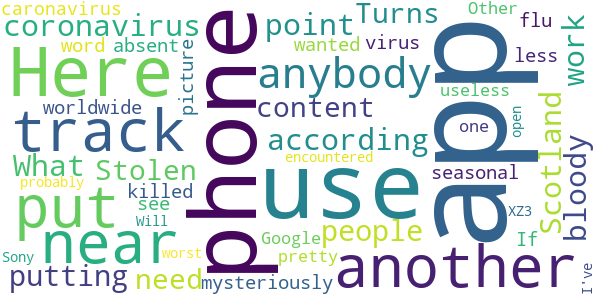 caronavirus
coronavirus
word
absent
Here
worldwide
picture
track
What
Stolen
killed
probably
put
see
Will
near
Sony
worst
putting
need
mysteriously
phone
point
Turns
wanted
virus
anybody
content
according
encountered
use
Google
people
pretty
another
app
Other
flu
less
useless
one
open
seasonal
XZ3
If
work
Scotland
bloody
I've